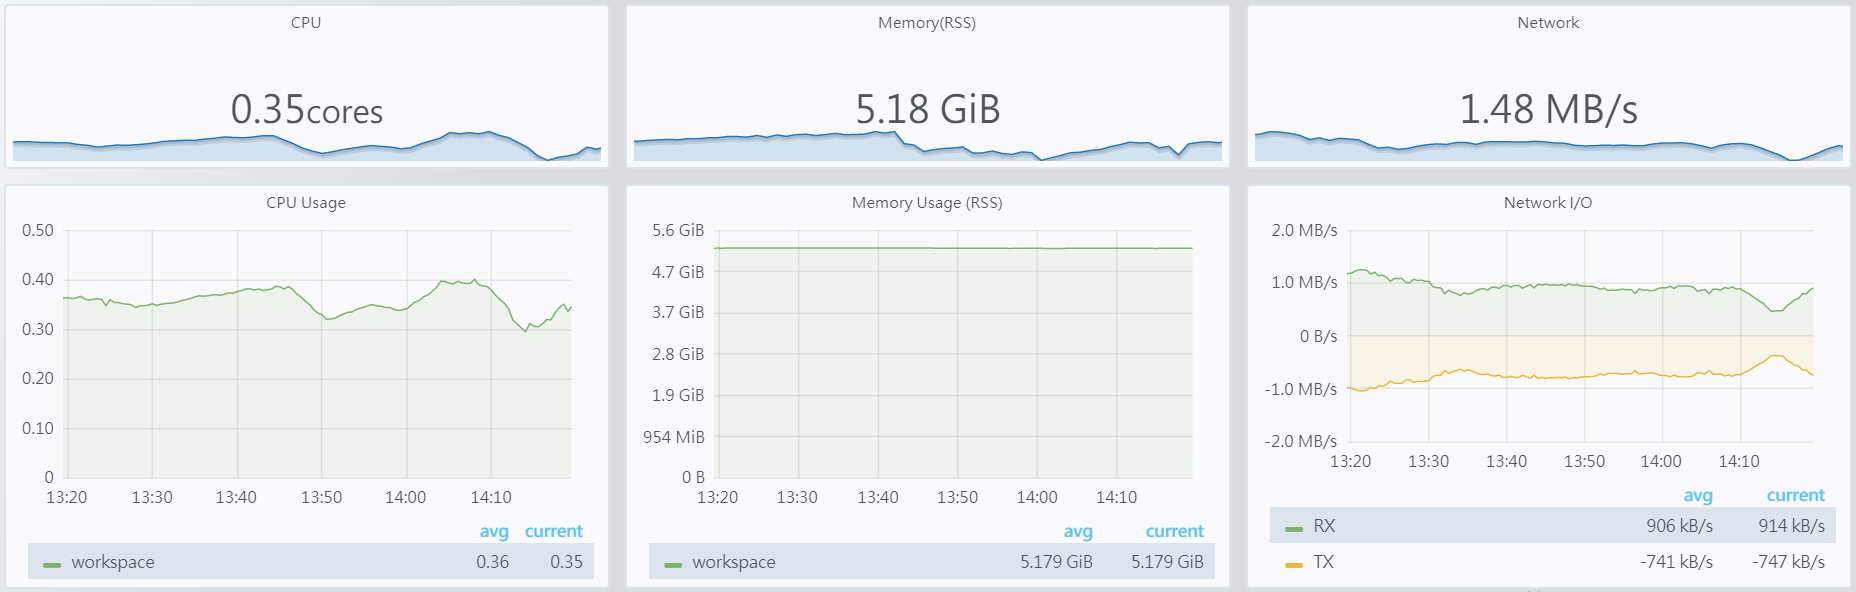 CPU
0.35cores
Memory(RSS)
5.18 GiB
Network
1.48 MB/s
CPU Usage
0.50
0.40
0.30
0.20
0.10
0
13:20 13:30 13:40 13:50 14:00 14:10
avg current
workspace 0.36 0.35
Memory Usage (RSS)
5.6 GiB
4.7 GiB
3.7 GiB
2.8 GiB
1.9 GiB
954 MiB
0 B
13:20 13:30 13:40 13:50 14:00 14:10
avg current
workspace 5.179 GiB 5.179 GiB
Network I/O
2.0 MB/s
1.0 MB/s
0 B/s
-1.0 MB/s
-2.0 MB/s
13:20 13:30 13:40 13:50 14:00 14:10
avg current
RX 906 kB/s 914 kB/s
TX -741 kB/s -747 kB/s